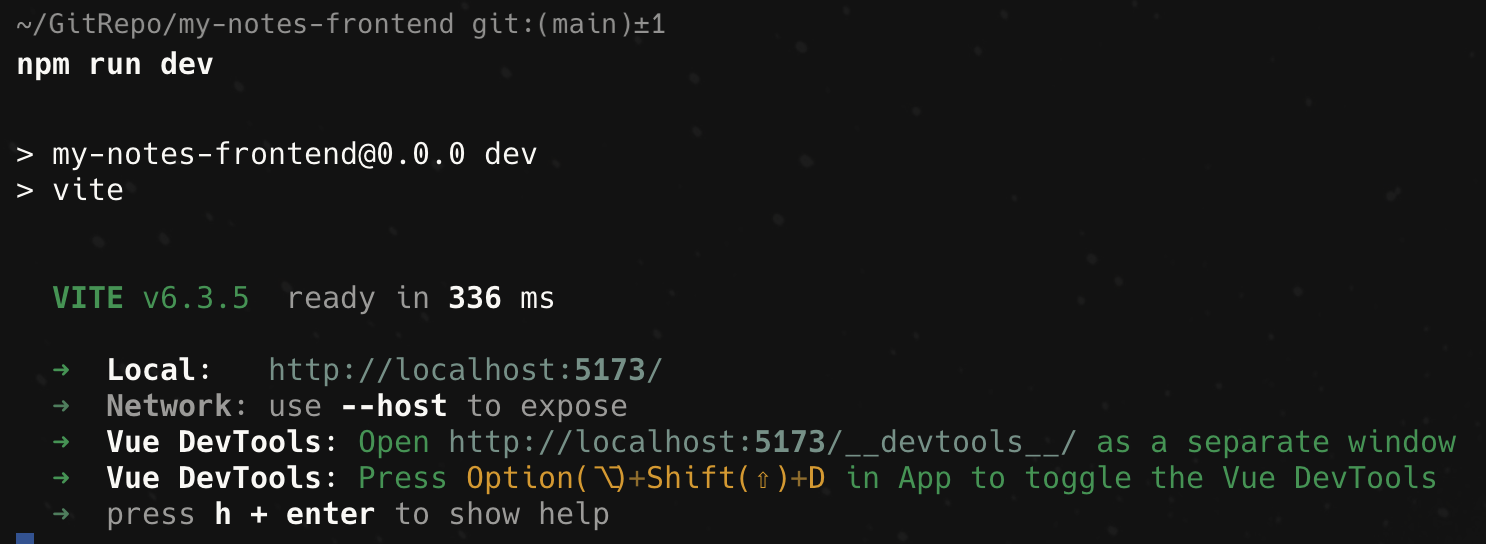 ~/GitRepo/my-notes-frontend git:(main)±1
npm run dev
> my-notes-frontend@0.0.0 dev
> vite
VITE v6.3.5  ready in 336 ms
➜  Local:   http://localhost:5173/
➜  Network: use --host to expose
➜  Vue DevTools: Open http://localhost:5173/__devtools__/ as a separate window
➜  Vue DevTools: Press Option(⌥)+Shift(⇧)+D in App to toggle the Vue DevTools
➜  press h + enter to show help